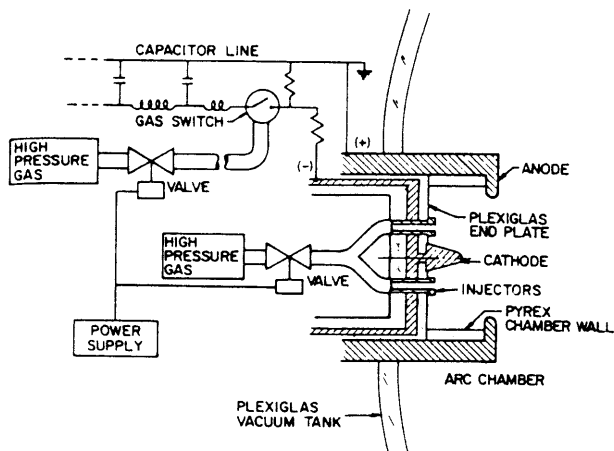 CAPACITOR LINE
GAS SWITCH
HIGH
PRESSURE
GAS
VALVE
(+)
(-)
ANODE
PLEXIGLAS
END PLATE
HIGH
PRESSURE
GAS
VALVE
CATHODE
INJECTORS
POWER
SUPPLY
PYREX
CHAMBER WALL
ARC CHAMBER
PLEXIGLAS
VACUUM TANK